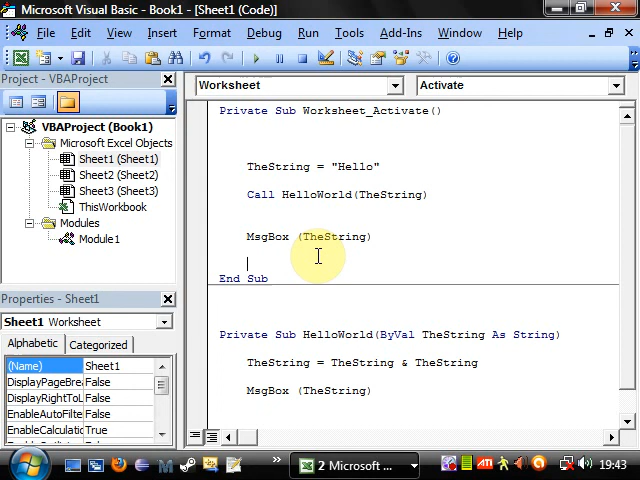 Microsoft Visual Basic - Book1 - [Sheet1 (Code)]
File Edit View Insert Format Debug Run Tools Add-Ins Window Help
Project - VBAProject
Worksheet
Activate
VBAProject (Book1)
Microsoft Excel Objects
Sheet1 (Sheet1)
Sheet2 (Sheet2)
Sheet3 (Sheet3)
ThisWorkbook
Modules
Module1
Private Sub Worksheet_Activate()
TheString = "Hello"
Call HelloWorld(TheString)
MsgBox (TheString)
End Sub
Private Sub HelloWorld(ByVal TheString As String)
TheString = TheString & TheString
MsgBox (TheString)
Properties - Sheet1
Sheet1 Worksheet
Alphabetic Categorized
(Name) Sheet1
DisplayPageBrea False
DisplayRightToL False
EnableAutoFilte False
EnableCalculati True
2 Microsoft ...
ATI
19:43